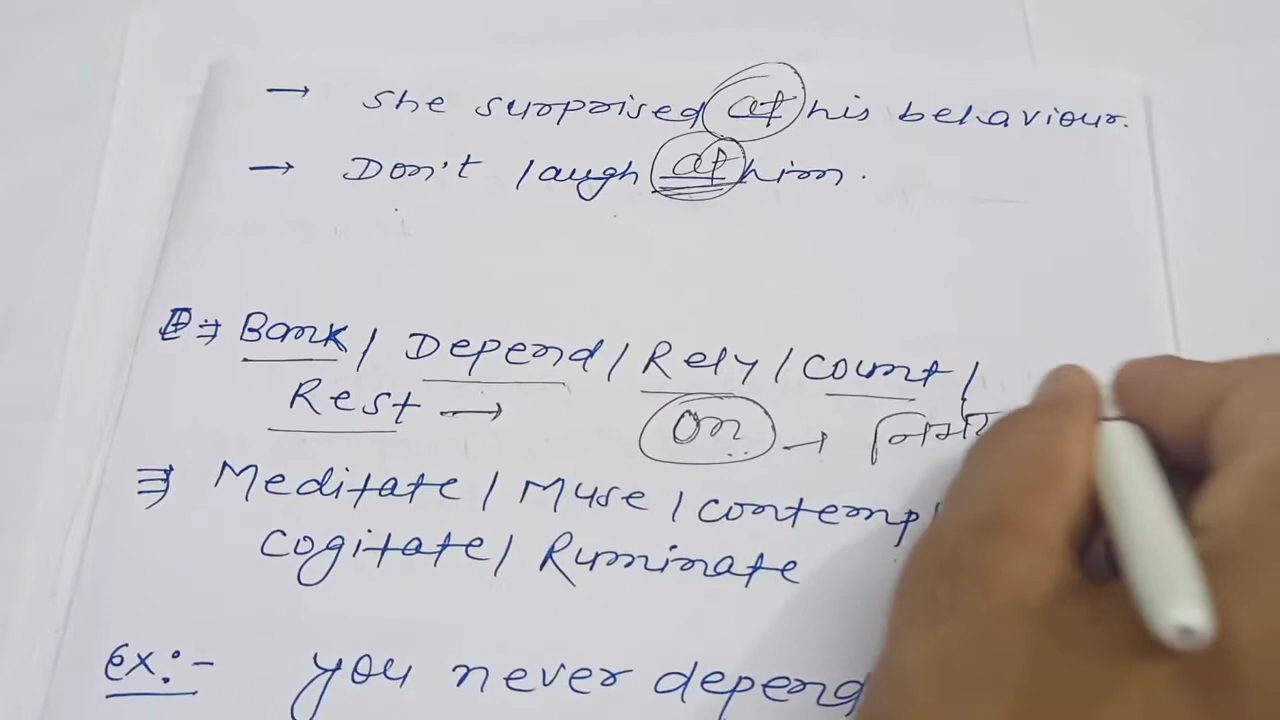 → She surprised at his behaviour.
→ Don't laugh at him.
⇒ Bank / Depend / Rely / Count /
Rest → On →
⇒ Meditate / Muse / contemp
Cogitate / Ruminate
Ex:- You never depend